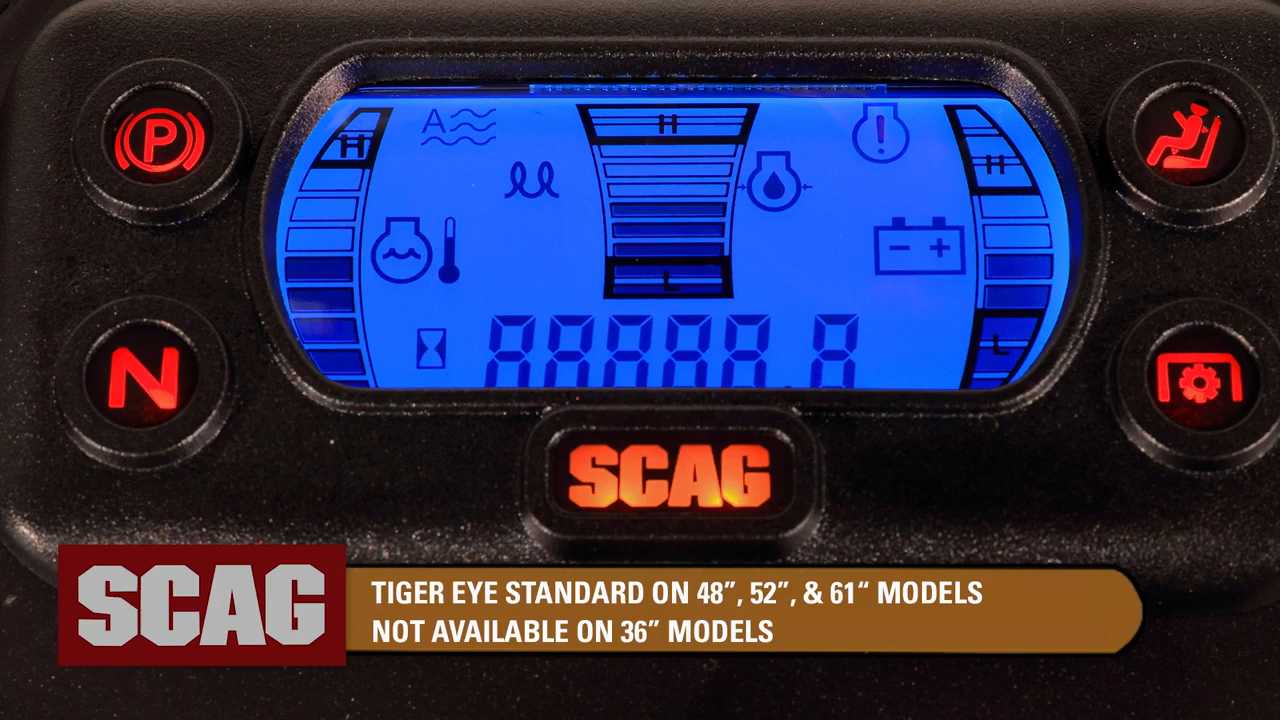 P
H
A
H
H
L
L
88888.8
N
SCAG
SCAG
TIGER EYE STANDARD ON 48”, 52”, & 61“ MODELS
NOT AVAILABLE ON 36” MODELS